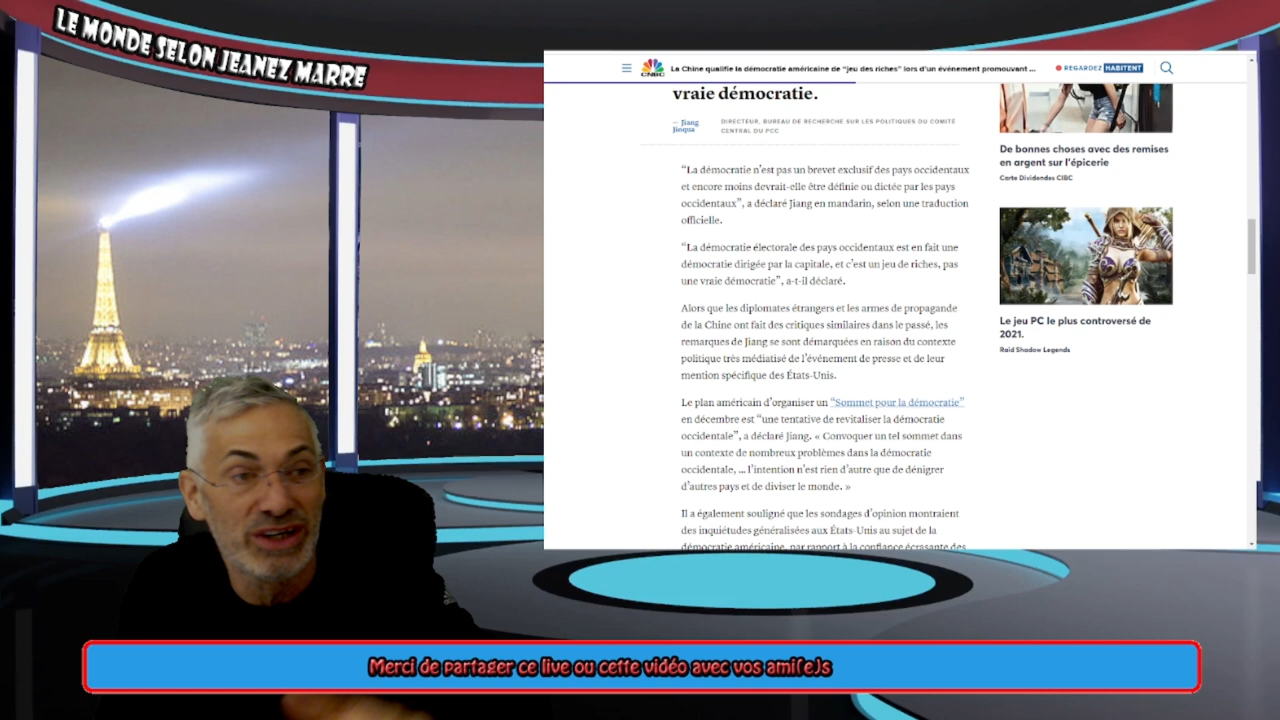 LE MONDE SELON JEANEZ MARRE
CNBC
La Chine qualifie la démocratie américaine de “jeu des riches” lors d’un événement promouvant ...
REGARDEZ HABITENT
vraie démocratie.
— Jiang
Jinqua
DIRECTEUR, BUREAU DE RECHERCHE SUR LES POLITIQUES DU COMITÉ
CENTRAL DU PCC
“La démocratie n’est pas un brevet exclusif des pays occidentaux
et encore moins devrait-elle être définie ou dictée par les pays
occidentaux”, a déclaré Jiang en mandarin, selon une traduction
officielle.
“La démocratie électorale des pays occidentaux est en fait une
démocratie dirigée par la capitale, et c’est un jeu de riches, pas
une vraie démocratie”, a-t-il déclaré.
Alors que les diplomates étrangers et les armes de propagande
de la Chine ont fait des critiques similaires dans le passé, les
remarques de Jiang se sont démarquées en raison du contexte
politique très médiatisé de l’événement de presse et de leur
mention spécifique des États-Unis.
Le plan américain d’organiser un “Sommet pour la démocratie”
en décembre est “une tentative de revitaliser la démocratie
occidentale”, a déclaré Jiang. « Convoquer un tel sommet dans
un contexte de nombreux problèmes dans la démocratie
occidentale, ... l’intention n’est rien d’autre que de dénigrer
d’autres pays et de diviser le monde. »
Il a également souligné que les sondages d’opinion montraient
des inquiétudes généralisées aux États-Unis au sujet de la
démocratie américaine, par rapport à la confiance écrasante des
De bonnes choses avec des remises
en argent sur l’épicerie
Carte Dividendes CIBC
Le jeu PC le plus controversé de
2021.
Raid Shadow Legends
Merci de partager ce live ou cette vidéo avec vos ami(e)s